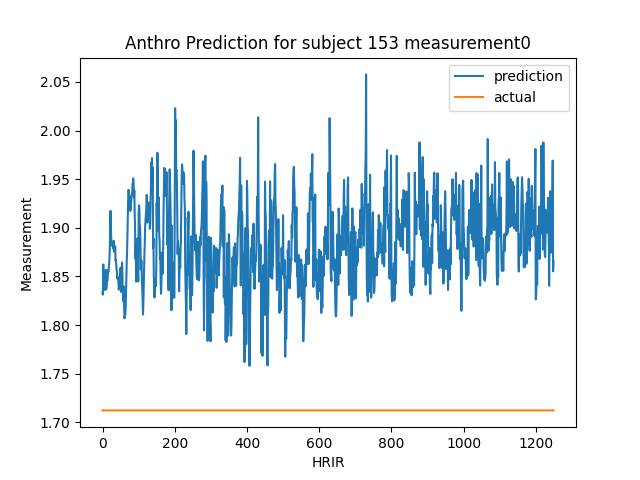 Anthro Prediction for subject 153 measurement0
prediction
actual
Measurement
2.05
2.00
1.95
1.90
1.85
1.80
1.75
1.70
0 200 400 600 800 1000 1200
HRIR